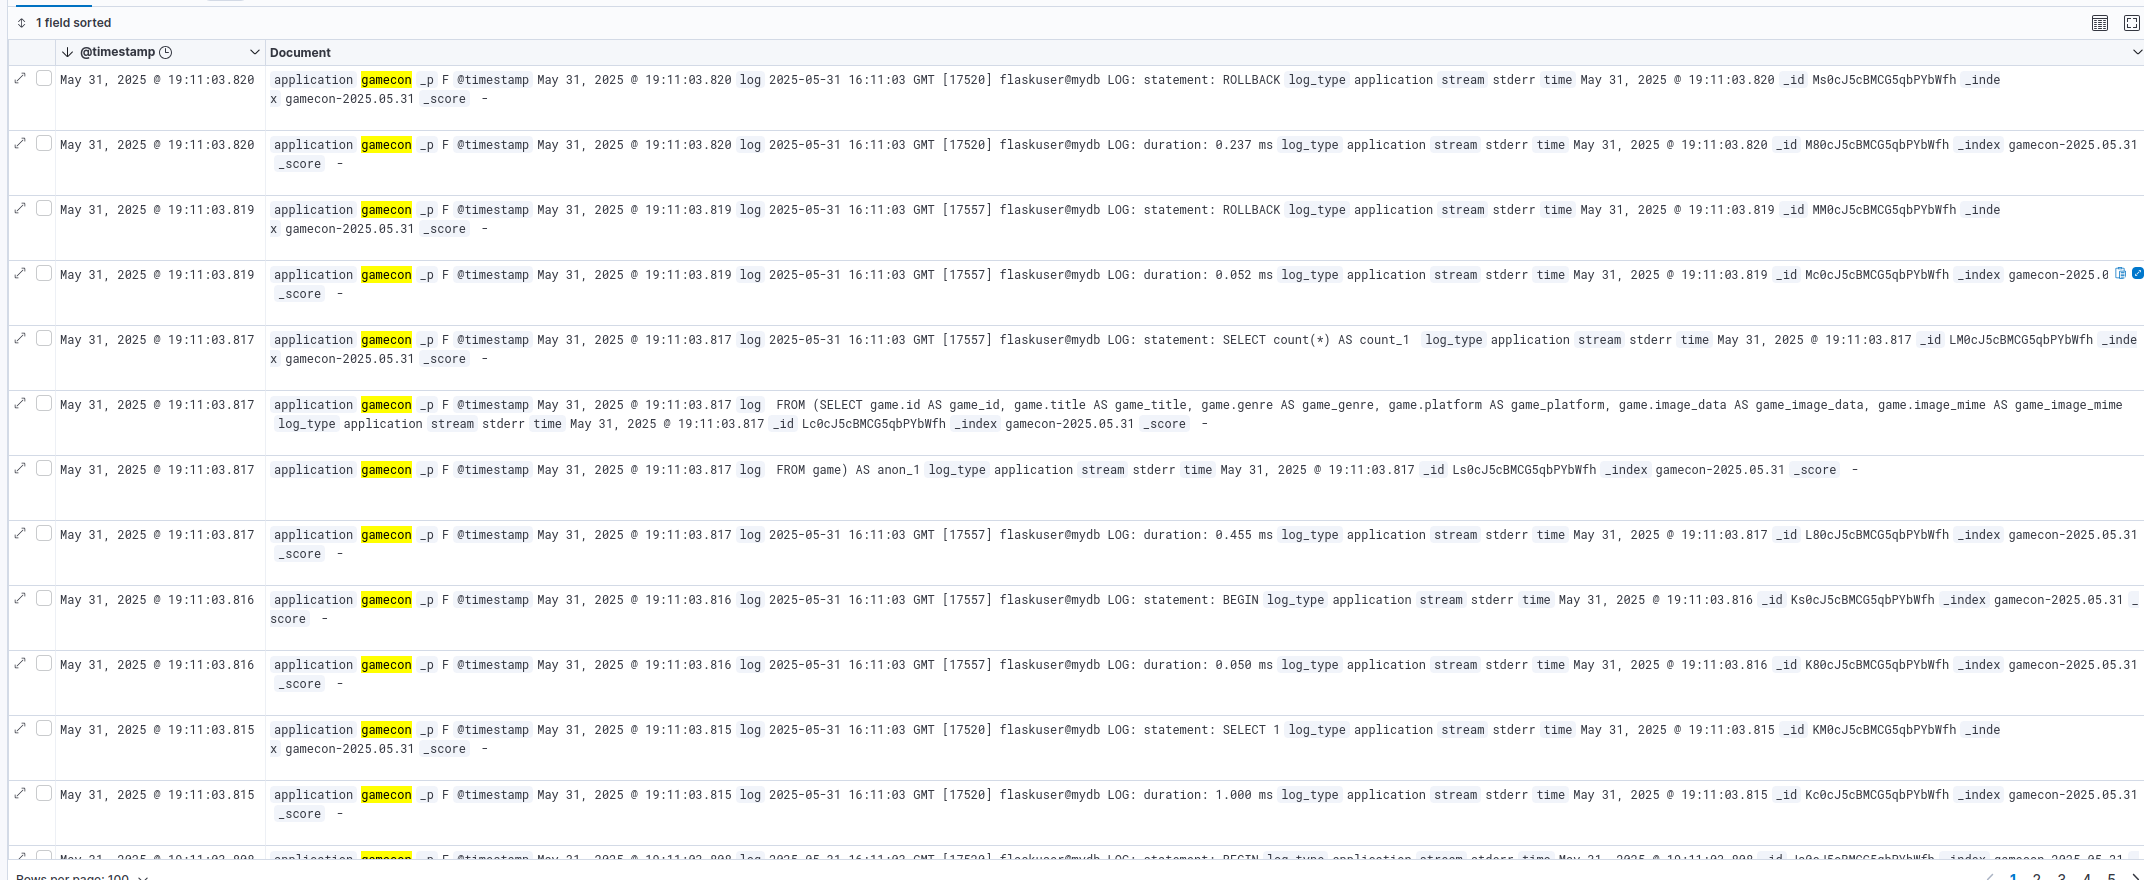 1 field sorted
@timestamp Document
May 31, 2025 @ 19:11:03.820 application gamecon _p F @timestamp May 31, 2025 @ 19:11:03.820 log 2025-05-31 16:11:03 GMT [17520] flaskuser@mydb LOG: statement: ROLLBACK log_type application stream stderr time May 31, 2025 @ 19:11:03.820 _id Ms0cJ5cBMCG5qbPYbWfh _inde
x gamecon-2025.05.31 _score -
May 31, 2025 @ 19:11:03.820 application gamecon _p F @timestamp May 31, 2025 @ 19:11:03.820 log 2025-05-31 16:11:03 GMT [17520] flaskuser@mydb LOG: duration: 0.237 ms log_type application stream stderr time May 31, 2025 @ 19:11:03.820 _id M80cJ5cBMCG5qbPYbWfh _index gamecon-2025.05.31
_score -
May 31, 2025 @ 19:11:03.819 application gamecon _p F @timestamp May 31, 2025 @ 19:11:03.819 log 2025-05-31 16:11:03 GMT [17557] flaskuser@mydb LOG: statement: ROLLBACK log_type application stream stderr time May 31, 2025 @ 19:11:03.819 _id MM0cJ5cBMCG5qbPYbWfh _inde
x gamecon-2025.05.31 _score -
May 31, 2025 @ 19:11:03.819 application gamecon _p F @timestamp May 31, 2025 @ 19:11:03.819 log 2025-05-31 16:11:03 GMT [17557] flaskuser@mydb LOG: duration: 0.052 ms log_type application stream stderr time May 31, 2025 @ 19:11:03.819 _id Mc0cJ5cBMCG5qbPYbWfh _index gamecon-2025.0
_score -
May 31, 2025 @ 19:11:03.817 application gamecon _p F @timestamp May 31, 2025 @ 19:11:03.817 log 2025-05-31 16:11:03 GMT [17557] flaskuser@mydb LOG: statement: SELECT count(*) AS count_1 log_type application stream stderr time May 31, 2025 @ 19:11:03.817 _id LM0cJ5cBMCG5qbPYbWfh _inde
x gamecon-2025.05.31 _score -
May 31, 2025 @ 19:11:03.817 application gamecon _p F @timestamp May 31, 2025 @ 19:11:03.817 log FROM (SELECT game.id AS game_id, game.title AS game_title, game.genre AS game_genre, game.platform AS game_platform, game.image_data AS game_image_data, game.image_mime AS game_image_mime
log_type application stream stderr time May 31, 2025 @ 19:11:03.817 _id Lc0cJ5cBMCG5qbPYbWfh _index gamecon-2025.05.31 _score -
May 31, 2025 @ 19:11:03.817 application gamecon _p F @timestamp May 31, 2025 @ 19:11:03.817 log FROM game) AS anon_1 log_type application stream stderr time May 31, 2025 @ 19:11:03.817 _id Ls0cJ5cBMCG5qbPYbWfh _index gamecon-2025.05.31 _score -
May 31, 2025 @ 19:11:03.817 application gamecon _p F @timestamp May 31, 2025 @ 19:11:03.817 log 2025-05-31 16:11:03 GMT [17557] flaskuser@mydb LOG: duration: 0.455 ms log_type application stream stderr time May 31, 2025 @ 19:11:03.817 _id L80cJ5cBMCG5qbPYbWfh _index gamecon-2025.05.31
_score -
May 31, 2025 @ 19:11:03.816 application gamecon _p F @timestamp May 31, 2025 @ 19:11:03.816 log 2025-05-31 16:11:03 GMT [17557] flaskuser@mydb LOG: statement: BEGIN log_type application stream stderr time May 31, 2025 @ 19:11:03.816 _id Ks0cJ5cBMCG5qbPYbWfh _index gamecon-2025.05.31 _
score -
May 31, 2025 @ 19:11:03.816 application gamecon _p F @timestamp May 31, 2025 @ 19:11:03.816 log 2025-05-31 16:11:03 GMT [17557] flaskuser@mydb LOG: duration: 0.050 ms log_type application stream stderr time May 31, 2025 @ 19:11:03.816 _id K80cJ5cBMCG5qbPYbWfh _index gamecon-2025.05.31
_score -
May 31, 2025 @ 19:11:03.815 application gamecon _p F @timestamp May 31, 2025 @ 19:11:03.815 log 2025-05-31 16:11:03 GMT [17520] flaskuser@mydb LOG: statement: SELECT 1 log_type application stream stderr time May 31, 2025 @ 19:11:03.815 _id KM0cJ5cBMCG5qbPYbWfh _inde
x gamecon-2025.05.31 _score -
May 31, 2025 @ 19:11:03.815 application gamecon _p F @timestamp May 31, 2025 @ 19:11:03.815 log 2025-05-31 16:11:03 GMT [17520] flaskuser@mydb LOG: duration: 1.000 ms log_type application stream stderr time May 31, 2025 @ 19:11:03.815 _id Kc0cJ5cBMCG5qbPYbWfh _index gamecon-2025.05.31
_score -
Rows per page: 100 1 2 3 4 5